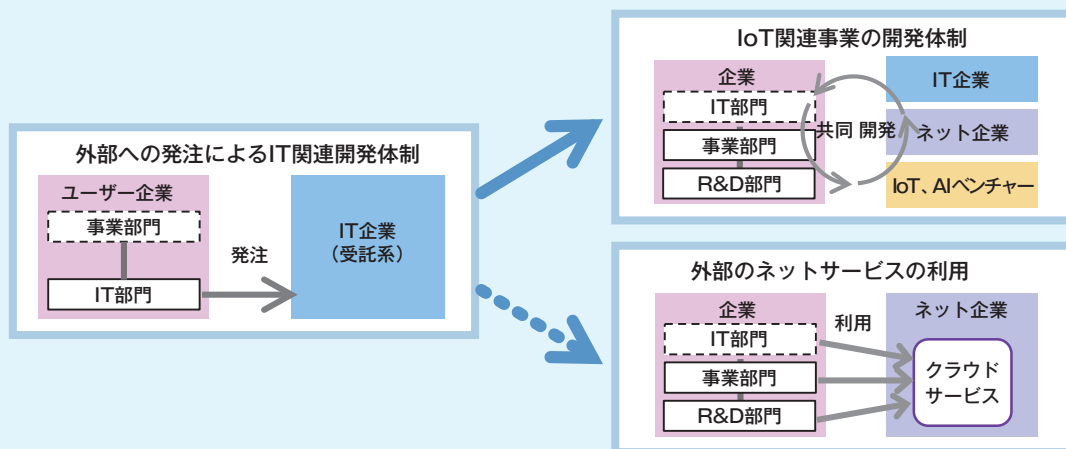 外部への発注によるIT関連開発体制
ユーザー企業
事業部門
IT部門
発注
IT企業
（受託系）
IoT関連事業の開発体制
企業
IT部門
事業部門
R&D部門
共同 開発
IT企業
ネット企業
IoT、AIベンチャー
外部のネットサービスの利用
企業
IT部門
事業部門
R&D部門
利用
ネット企業
クラウド
サービス